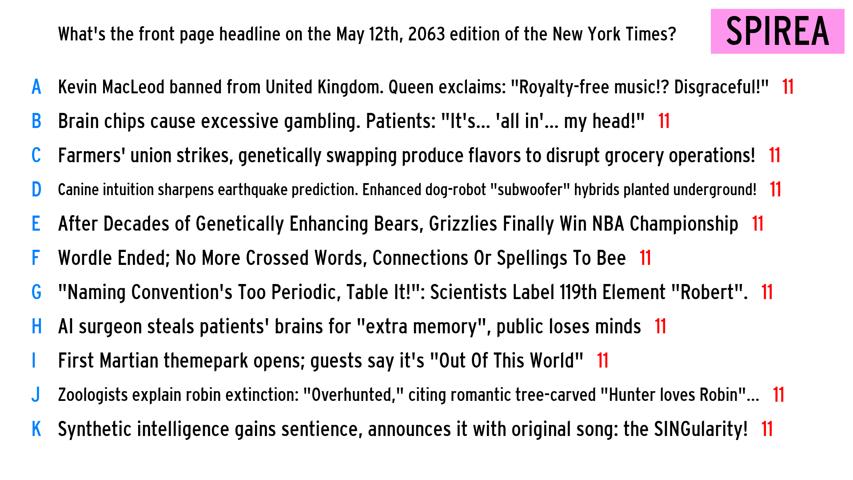 What's the front page headline on the May 12th, 2063 edition of the New York Times?
SPIREA
A Kevin MacLeod banned from United Kingdom. Queen exclaims: "Royalty-free music!? Disgraceful!" 11
B Brain chips cause excessive gambling. Patients: "It's... 'all in'... my head!" 11
C Farmers' union strikes, genetically swapping produce flavors to disrupt grocery operations! 11
D Canine intuition sharpens earthquake prediction. Enhanced dog-robot "subwoofer" hybrids planted underground! 11
E After Decades of Genetically Enhancing Bears, Grizzlies Finally Win NBA Championship 11
F Wordle Ended; No More Crossed Words, Connections Or Spellings To Bee 11
G "Naming Convention's Too Periodic, Table It!": Scientists Label 119th Element "Robert". 11
H AI surgeon steals patients' brains for "extra memory", public loses minds 11
I First Martian themepark opens; guests say it's "Out Of This World" 11
J Zoologists explain robin extinction: "Overhunted," citing romantic tree-carved "Hunter loves Robin"... 11
K Synthetic intelligence gains sentience, announces it with original song: the SINGularity! 11